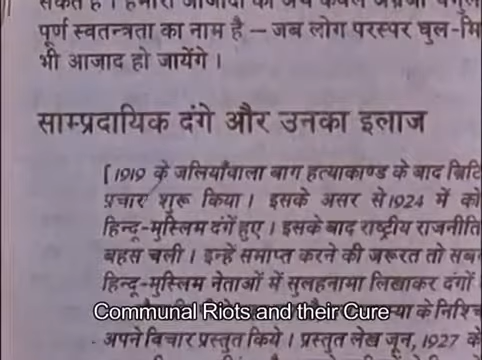 पूर्ण स्वतन्त्रता का नाम है – जब लोग परस्पर घुल-मि
भी आजाद हो जायेंगे ।
साम्प्रदायिक दंगे और उनका इलाज
[1919 के जलियाँवाला बाग हत्याकाण्ड के बाद ब्रिटि
प्रचार शुरू किया । इसके असर से 1924 में को
हिन्दू-मुस्लिम दंगे हुए । इसके बाद राष्ट्रीय राजनीति
बहस चली । इन्हें समाप्त करने की जरूरत तो सब
हिन्दू-मुस्लिम नेताओं में सुलहनामा लिखाकर दंगों
Communal Riots and their Cure
के निश्चि
अपने विचार प्रस्तुत किये । प्रस्तुत लेख जून, 1927 के